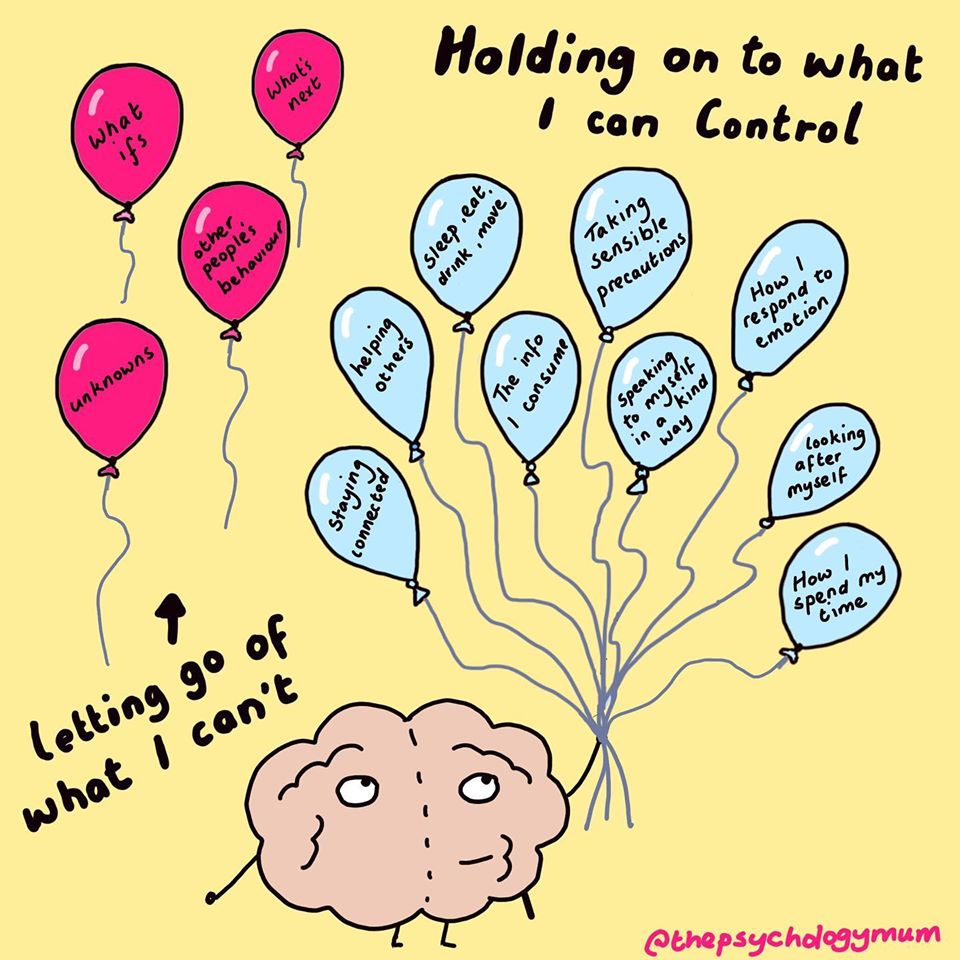 Holding on to what
I can Control
What
ifs
What's
next
other
people's
behaviour
unknowns
Sleep, eat,
drink, move
Taking
sensible
precautions
How I
respond to
emotion
helping
others
The info
I consume
Speaking
to myself
in a kind
way
Looking
after
myself
Staying
connected
How I
spend my
time
Letting go of
what I can't
@thepsychologymum